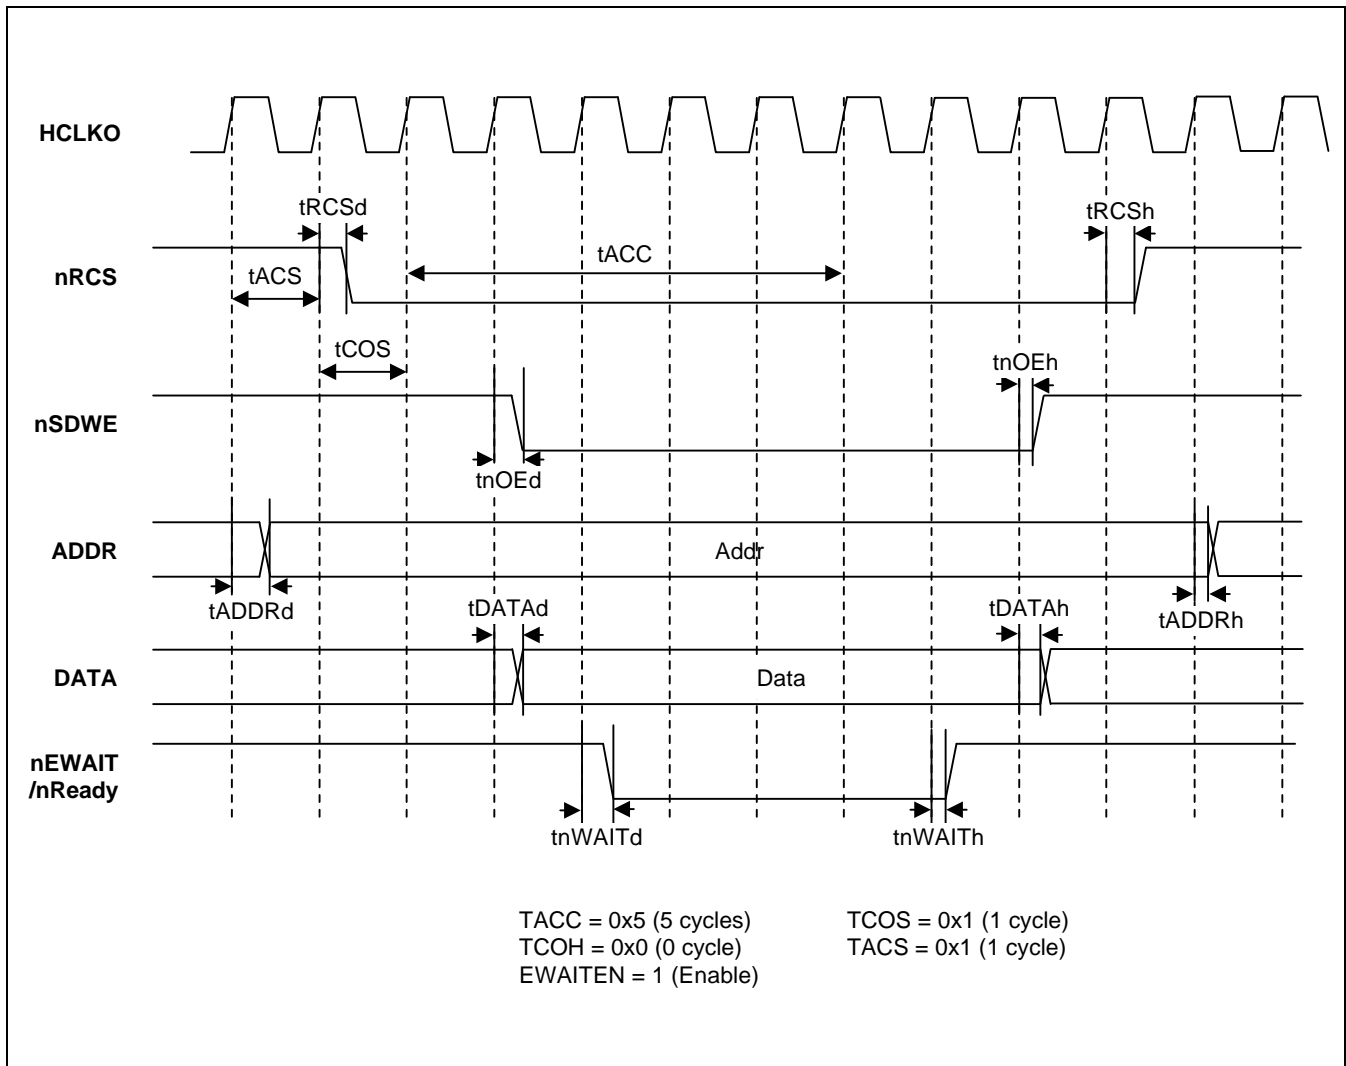 HCLKO
tRCSd
tRCSh
nRCS
tACS
tACC
tCOS
tnOEh
nSDWE
tnOEd
ADDR
Addr
tADDRd
tDATAd
tDATAh
tADDRh
DATA
Data
nEWAIT
/nReady
tnWAITd
tnWAITh
TACC = 0x5 (5 cycles)
TCOS = 0x1 (1 cycle)
TCOH = 0x0 (0 cycle)
TACS = 0x1 (1 cycle)
EWAITEN = 1 (Enable)